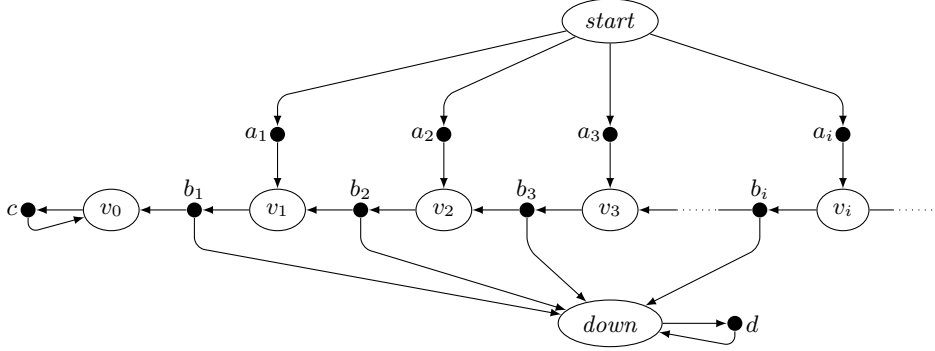 start
a₁ a₂ a₃ aᵢ
b₁ b₂ b₃ bᵢ
c v₀ v₁ v₂ v₃ vᵢ
down d